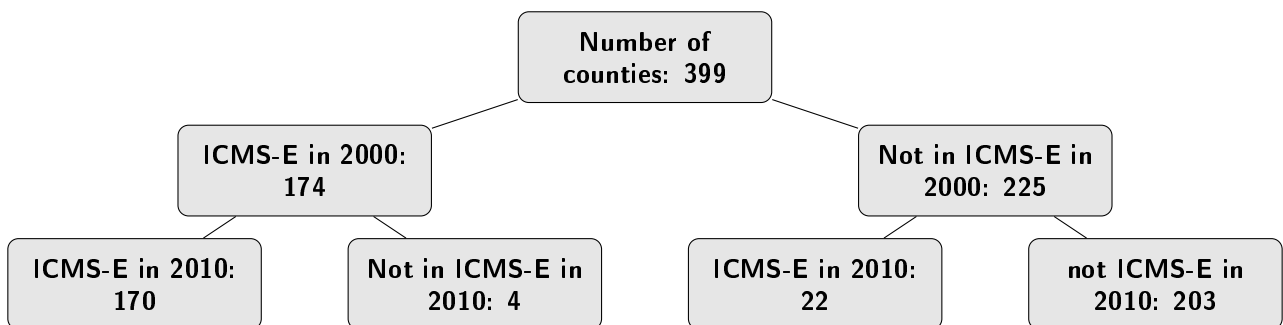 Number of
counties: 399
ICMS-E in 2000:
174
Not in ICMS-E in
2000: 225
ICMS-E in 2010:
170
Not in ICMS-E in
2010: 4
ICMS-E in 2010:
22
not ICMS-E in
2010: 203